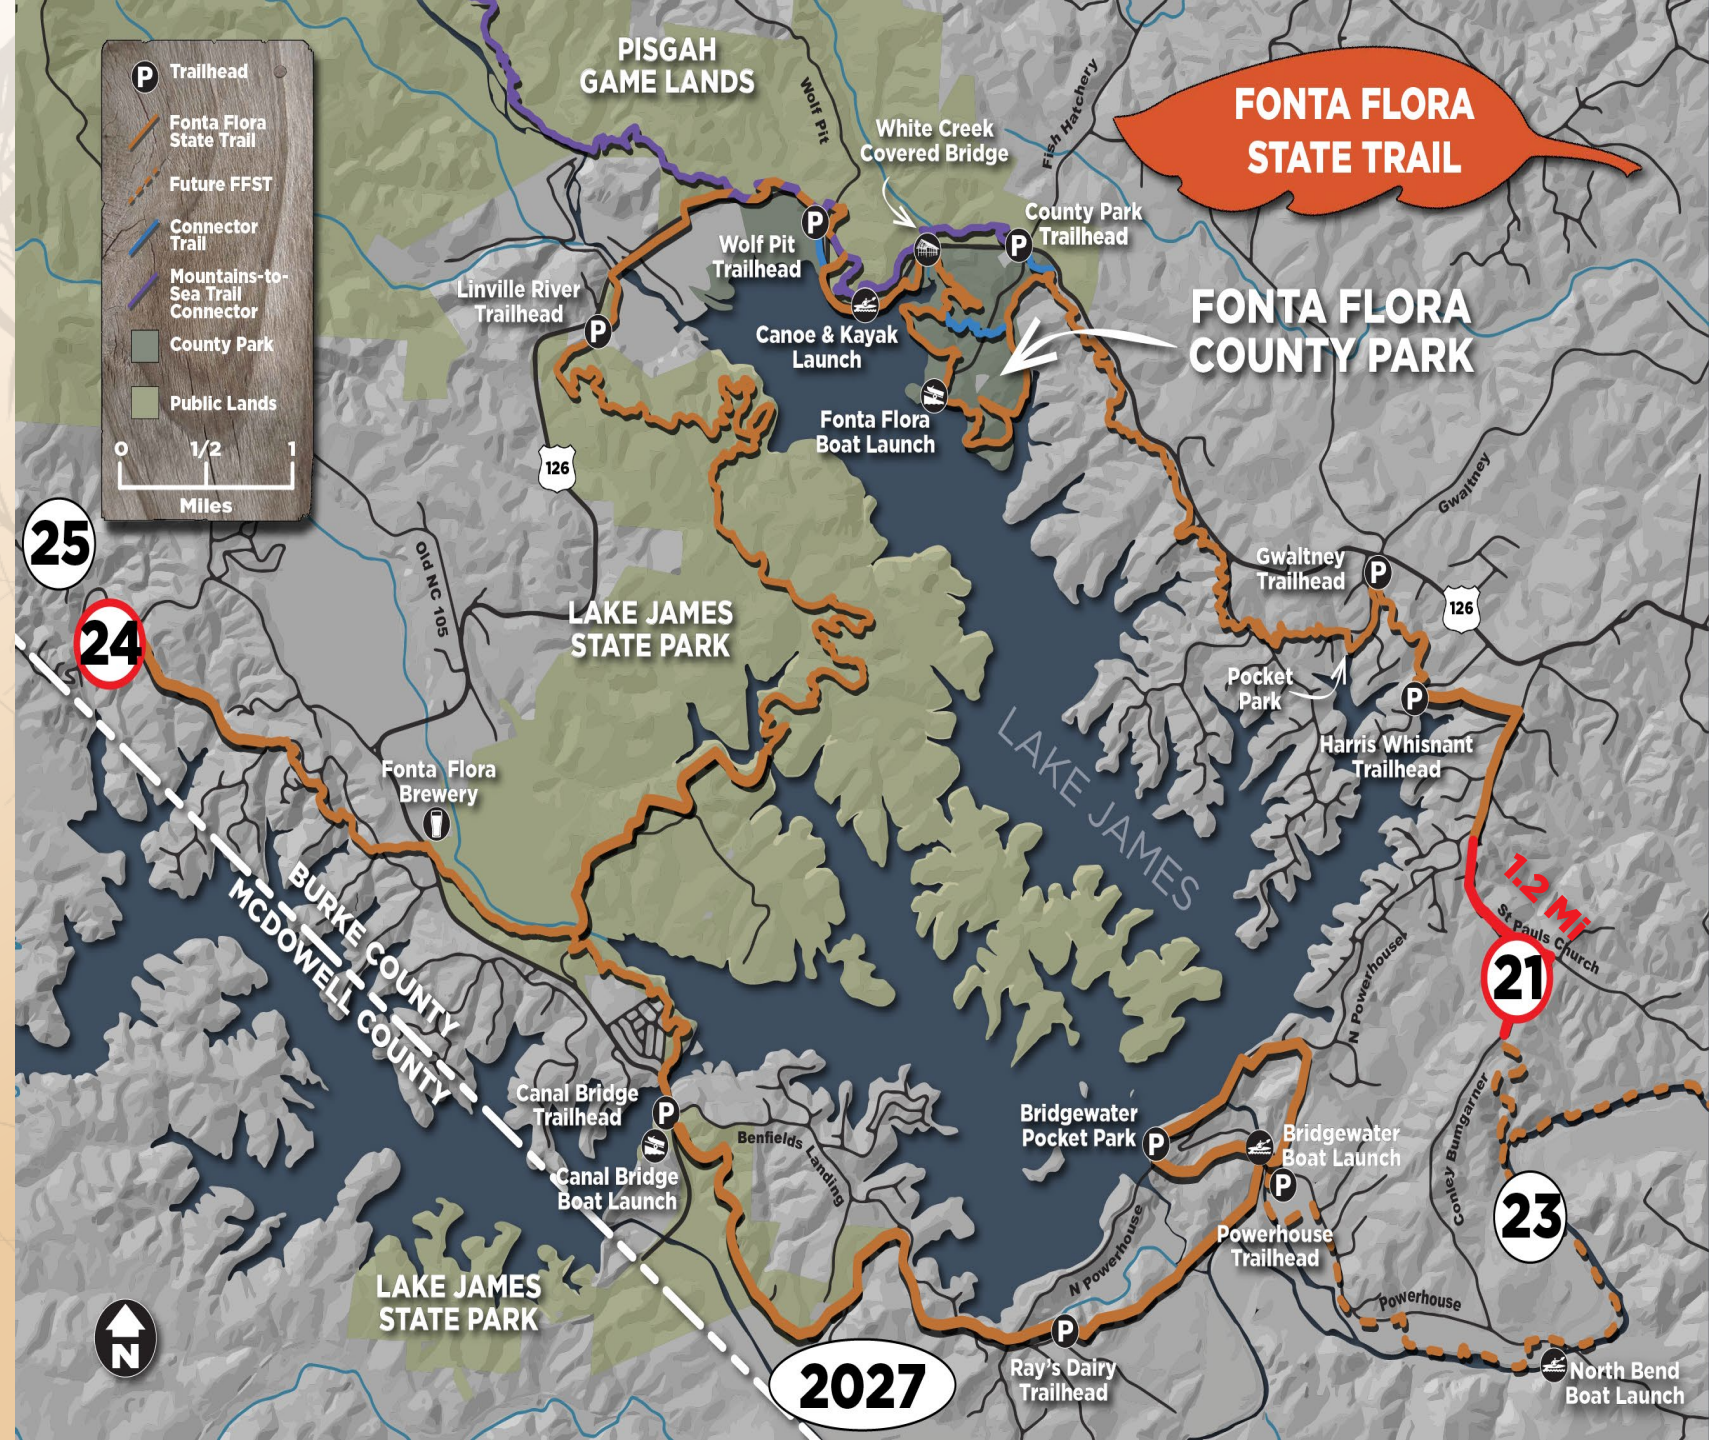 P Trailhead
Fonta Flora
State Trail
Future FFST
Connector
Trail
Mountains-to-
Sea Trail
Connector
County Park
Public Lands
0 1/2 1
Miles
PISGAH
GAME LANDS
Wolf Pit
White Creek
Covered Bridge
Fish Hatchery
FONTA FLORA
STATE TRAIL
County Park
Trailhead
P
P
Wolf Pit
Trailhead
Linville River
Trailhead
P
Canoe & Kayak
Launch
FONTA FLORA
COUNTY PARK
Fonta Flora
Boat Launch
126
Gwaltney
25
24
Old NC 105
LAKE JAMES
STATE PARK
Gwaltney
Trailhead
P
126
Pocket
Park
P
Harris Whisnant
Trailhead
LAKE JAMES
Fonta Flora
Brewery
BURKE COUNTY
MCDOWELL COUNTY
1.2 Mi
St Pauls Church
21
N Powerhouse
Canal Bridge
Trailhead
P
Canal Bridge
Boat Launch
Benfields Landing
Bridgewater
Pocket Park
P
Bridgewater
Boat Launch
P
Powerhouse
Trailhead
Conley Bumgarner
23
N Powerhouse
Powerhouse
LAKE JAMES
STATE PARK
N
2027
P
Ray's Dairy
Trailhead
North Bend
Boat Launch